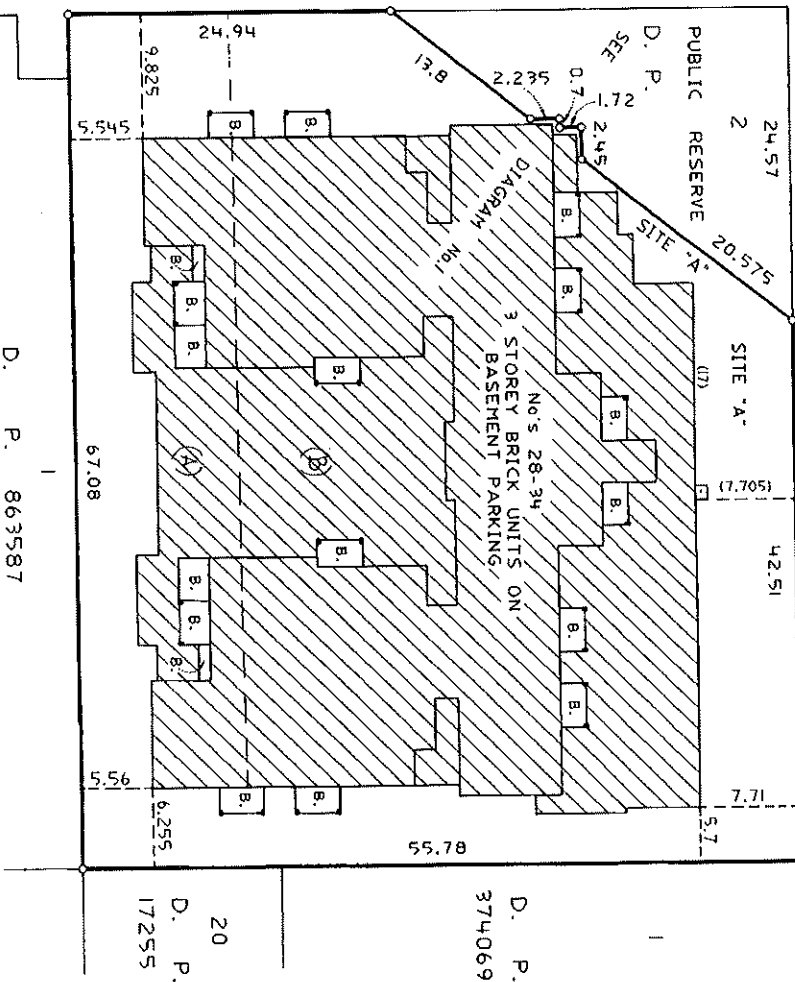 24.57
PUBLIC RESERVE
2
D. P.
SEE
24.94
13.8
2.235
0.7
1.72
2.45
SITE "A"
20.575
SITE "A"
(17)
(7.705)
42.51
9.825
5.545
B.
B.
B.
B.
DIAGRAM No.1
No's 28-34
3 STOREY BRICK UNITS ON
BASEMENT PARKING
B.
B.
B.
B.
B.
B.
B.
B.
(A)
(B)
67.08
1
D. P. 863587
B.
B.
B.
B.
B.
B.
5.56
6.255
7.71
5.7
55.78
1
D. P.
374069
20
D. P.
17255